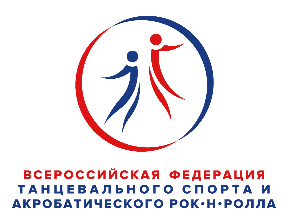 ВСЕРОССИЙСКАЯ ФЕДЕРАЦИЯ
ТАНЦЕВАЛЬНОГО СПОРТА И
АКРОБАТИЧЕСКОГО РОК·Н·РОЛЛА